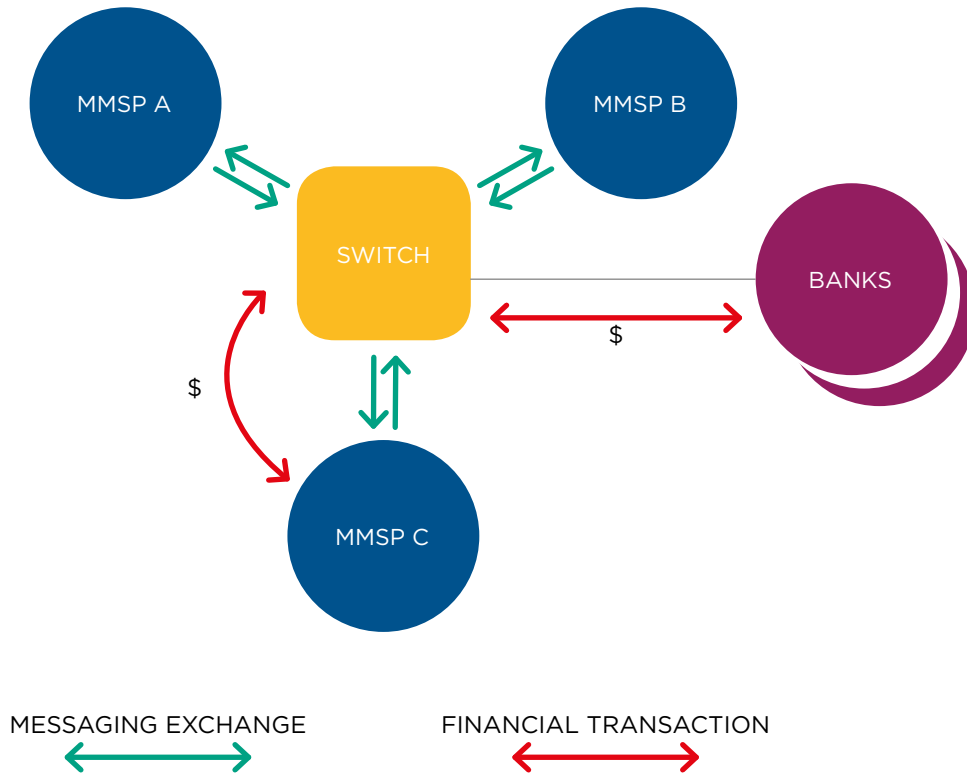 MMSP A
MMSP B
SWITCH
BANKS
$
$
MMSP C
MESSAGING EXCHANGE
FINANCIAL TRANSACTION